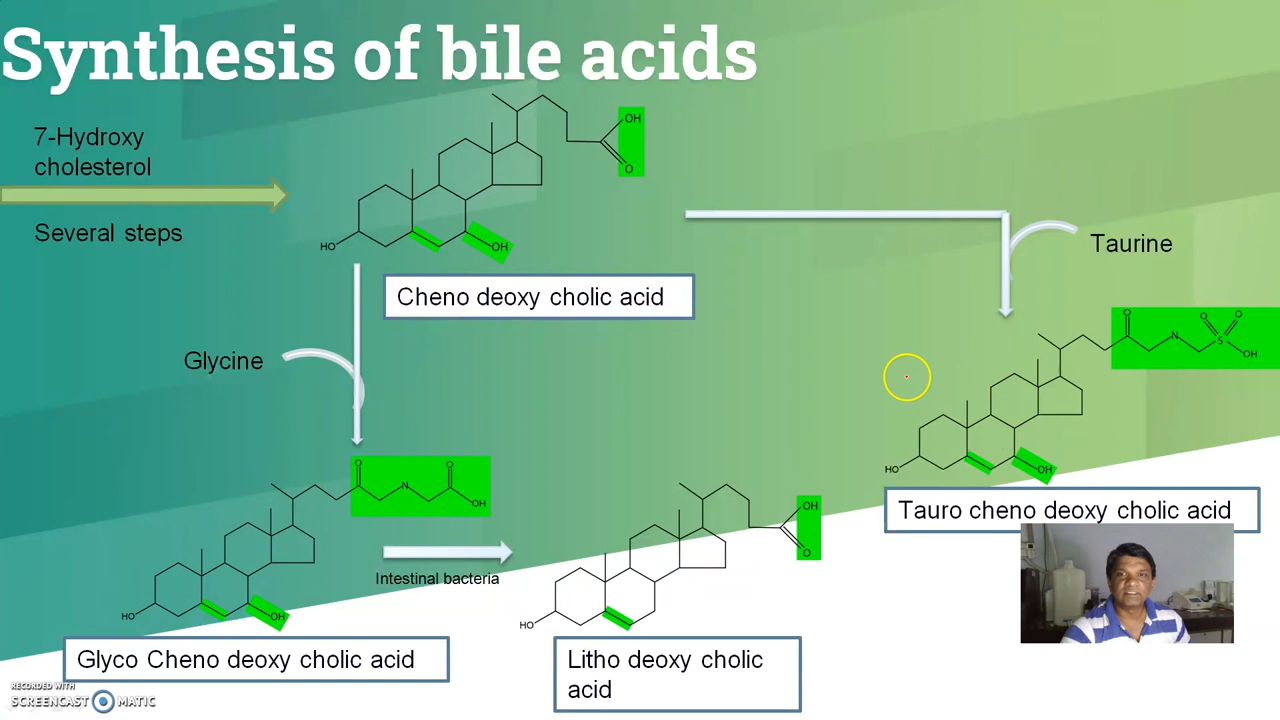 Synthesis of bile acids
7-Hydroxy
cholesterol
Several steps
OH
O
HO
OH
Cheno deoxy cholic acid
Taurine
Glycine
O
N
O
O
S
OH
HO
OH
Tauro cheno deoxy cholic acid
O
N
O
OH
HO
OH
Glyco Cheno deoxy cholic acid
Intestinal bacteria
OH
O
HO
Litho deoxy cholic
acid
RECORDED WITH
SCREENCAST MATIC